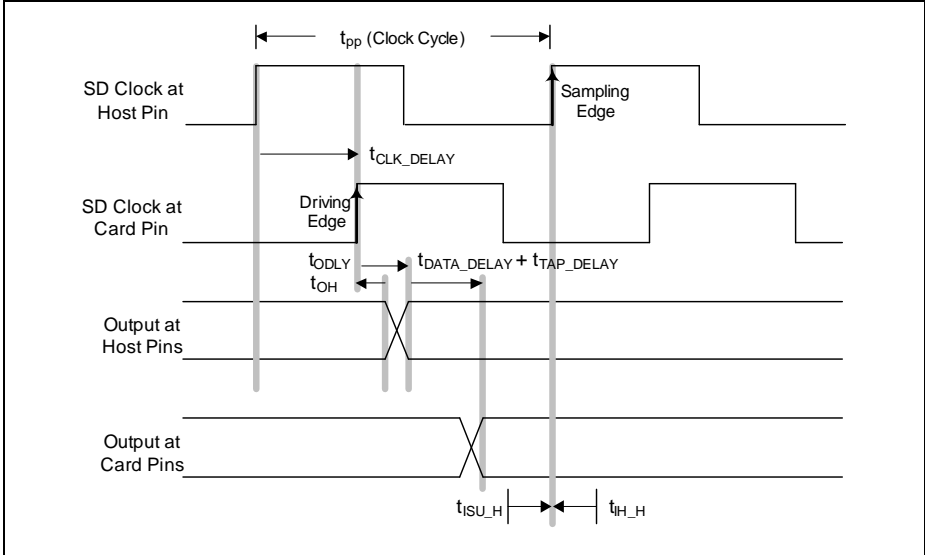 tpp (Clock Cycle)
SD Clock at
Host Pin
Sampling
Edge
tCLK_DELAY
SD Clock at
Card Pin
Driving
Edge
tODLY
tDATA_DELAY + tTAP_DELAY
tOH
Output at
Host Pins
Output at
Card Pins
tISU_H
tIH_H